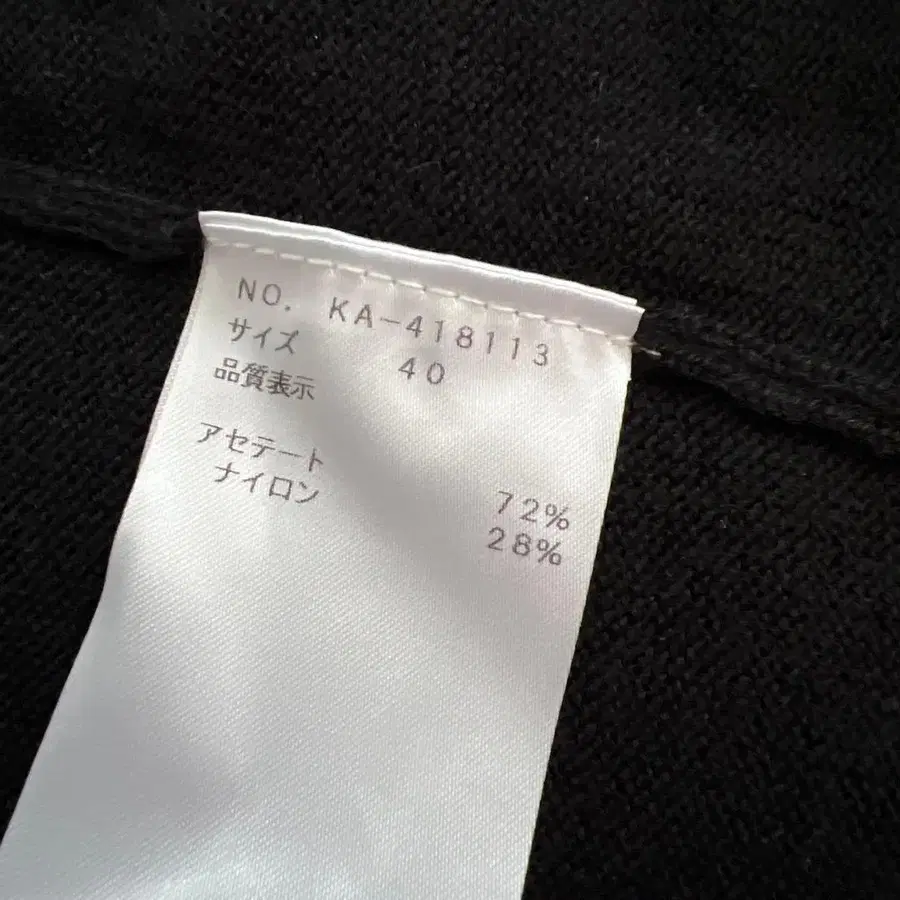 NO. KA-418113
サイズ 40
品質表示
アセテート 72%
ナイロン 28%